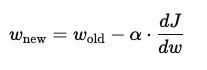 w_new = w_old − α · dJ/dw